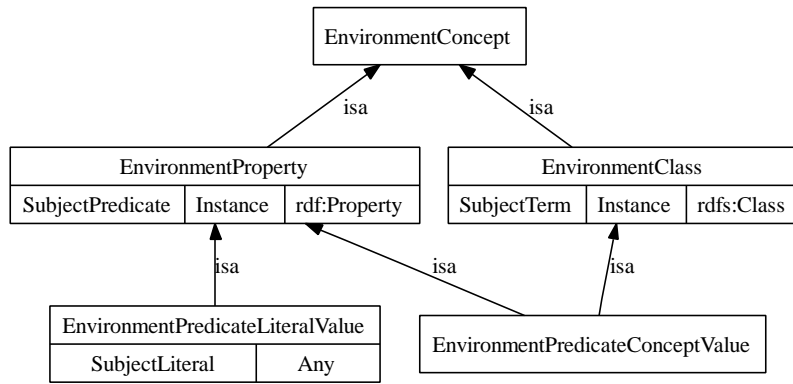 EnvironmentConcept
isa
isa
EnvironmentProperty
SubjectPredicate Instance rdf:Property
EnvironmentClass
SubjectTerm Instance rdfs:Class
isa
isa
isa
EnvironmentPredicateLiteralValue
SubjectLiteral Any
EnvironmentPredicateConceptValue